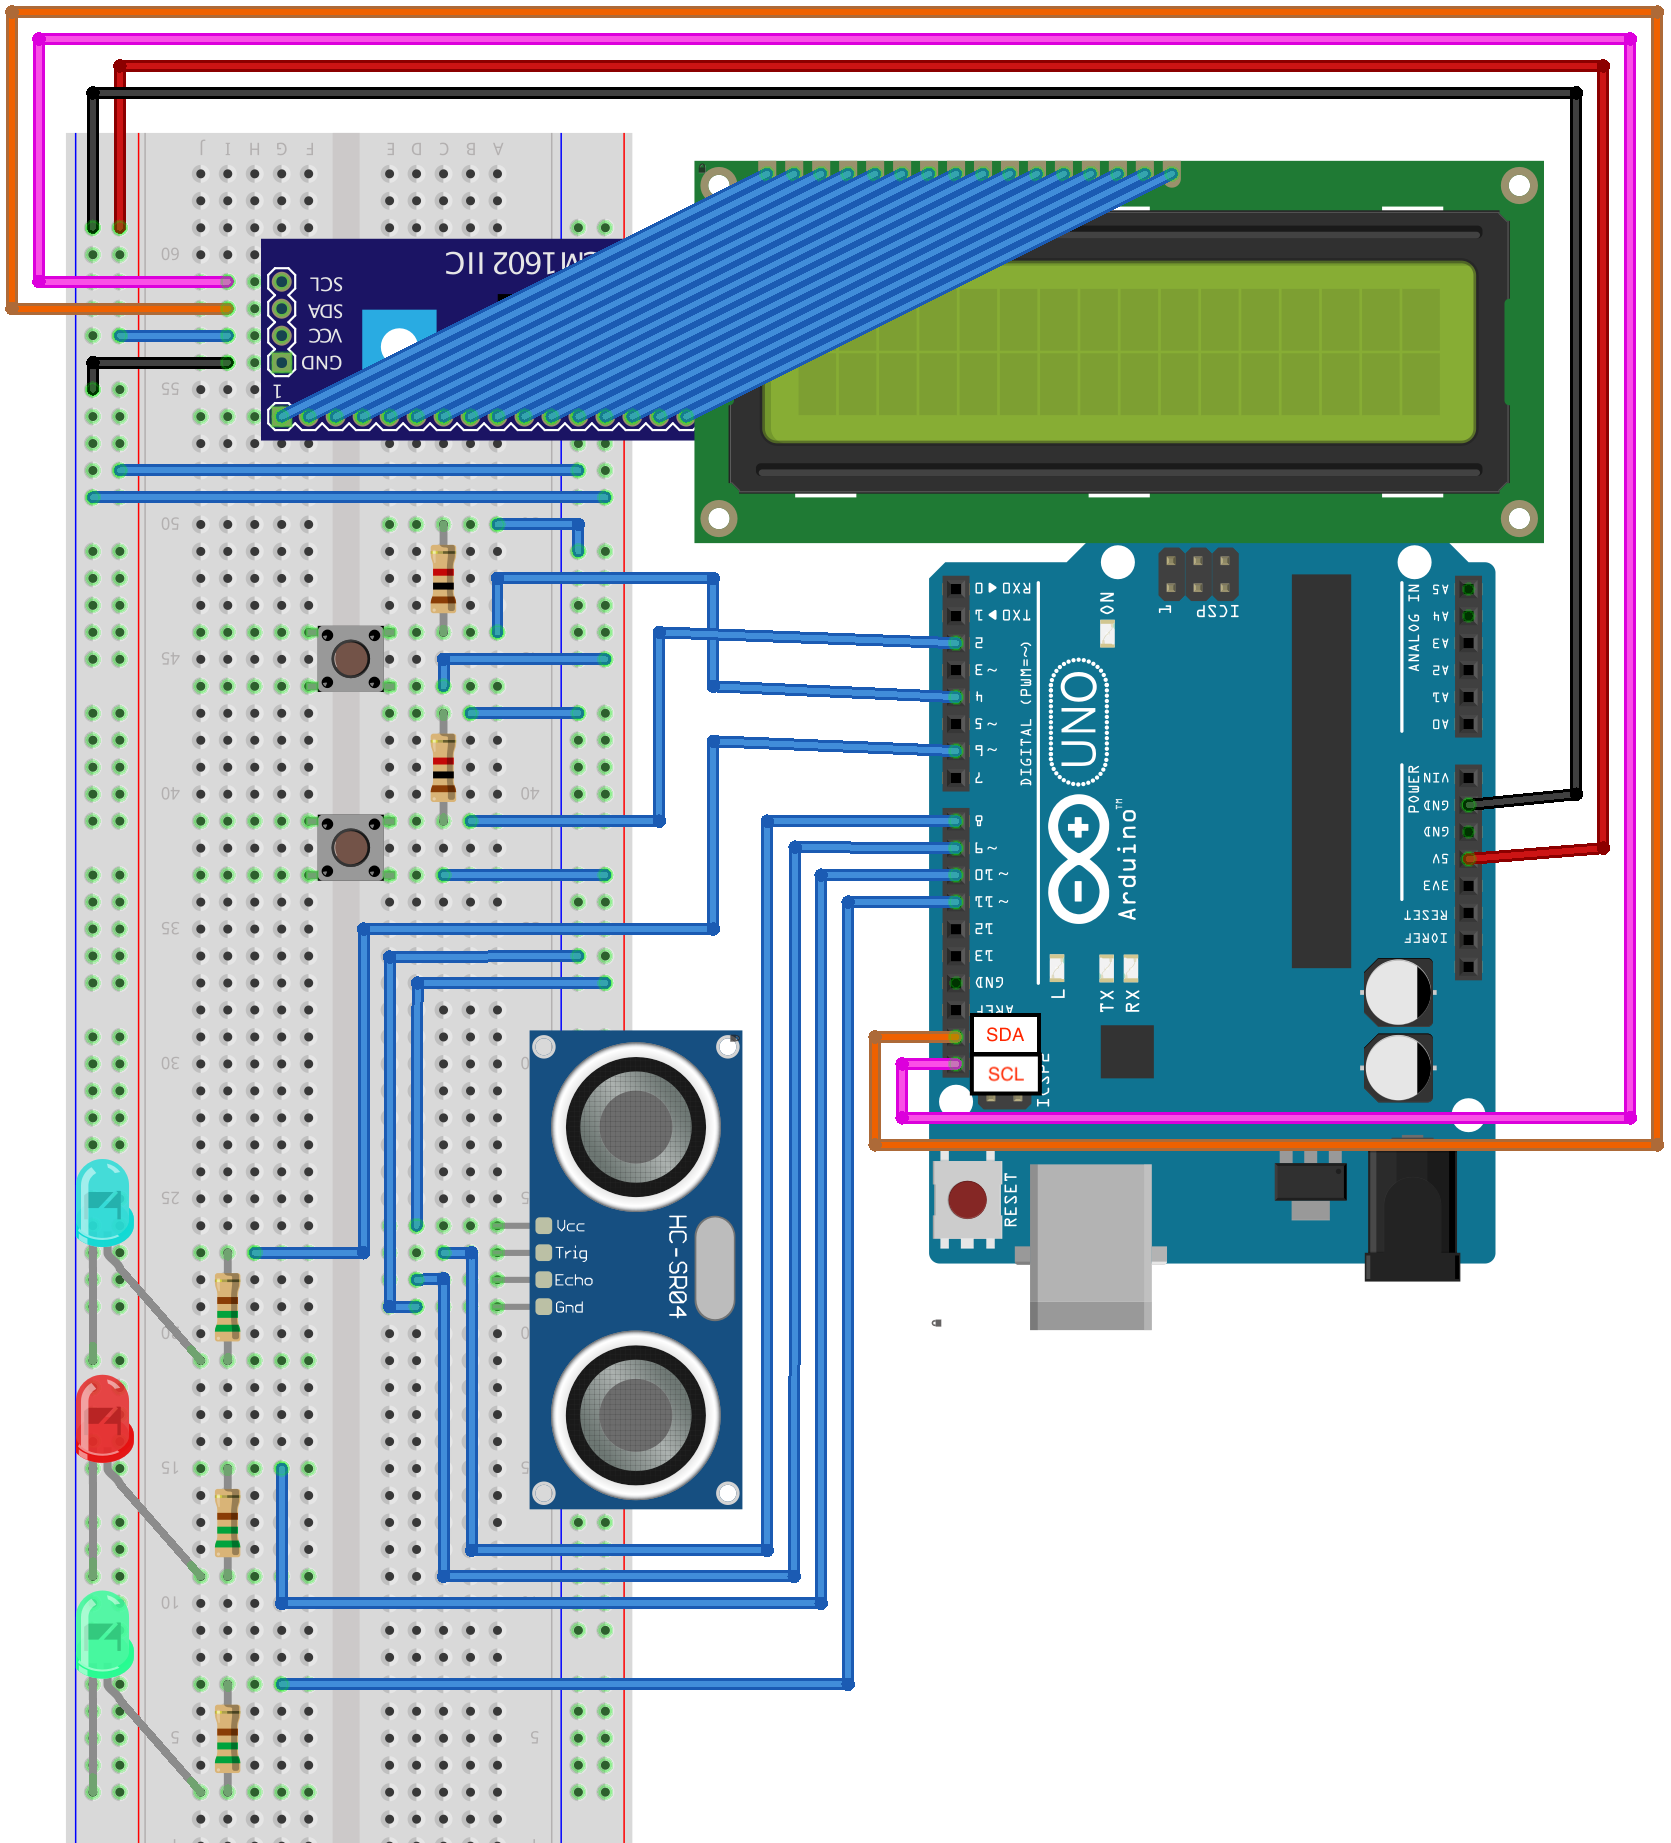 J I H G F E D C B A
60
LCM1602 IIC
SCL
SDA
VCC
GND
1
55
50
45
40
40
35
30
25
20
15
10
5
5
Vcc
Trig
Echo
Gnd
HC-SR04
RX◄0
TX►1
2
~3
4
~5
~6
7
8
~9
~10
~11
12
13
GND
AREF
SDA
SCL
DIGITAL (PWM=~)
ON
1
ICSP
UNO
Arduino
TM
L
TX
RX
RESET
ANALOG IN
A5
A4
A3
A2
A1
A0
POWER
VIN
GND
GND
5V
3V3
RESET
IOREF